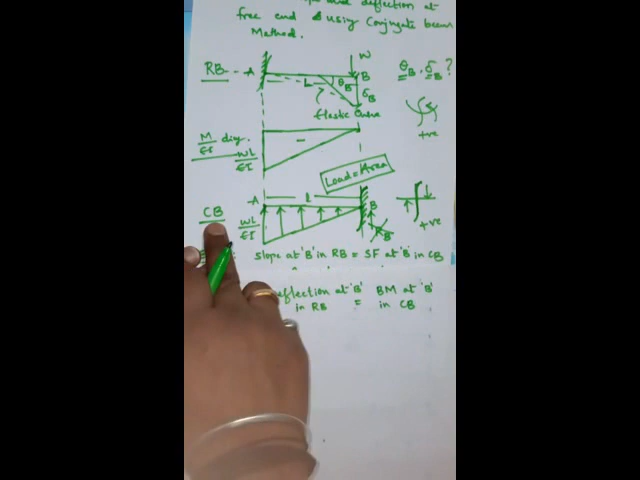 and deflection at
free end using Conjugate beam
Method.
W
RB A L θB B θB, δB ?
δB
Elastic Curve
+ve
M/EI diag. −
WL/EI
Load = Area
A l B
CB WL/EI
+ve
slope at 'B' in RB = SF at 'B' in CB
deflection at 'B' in RB = BM at 'B' in CB